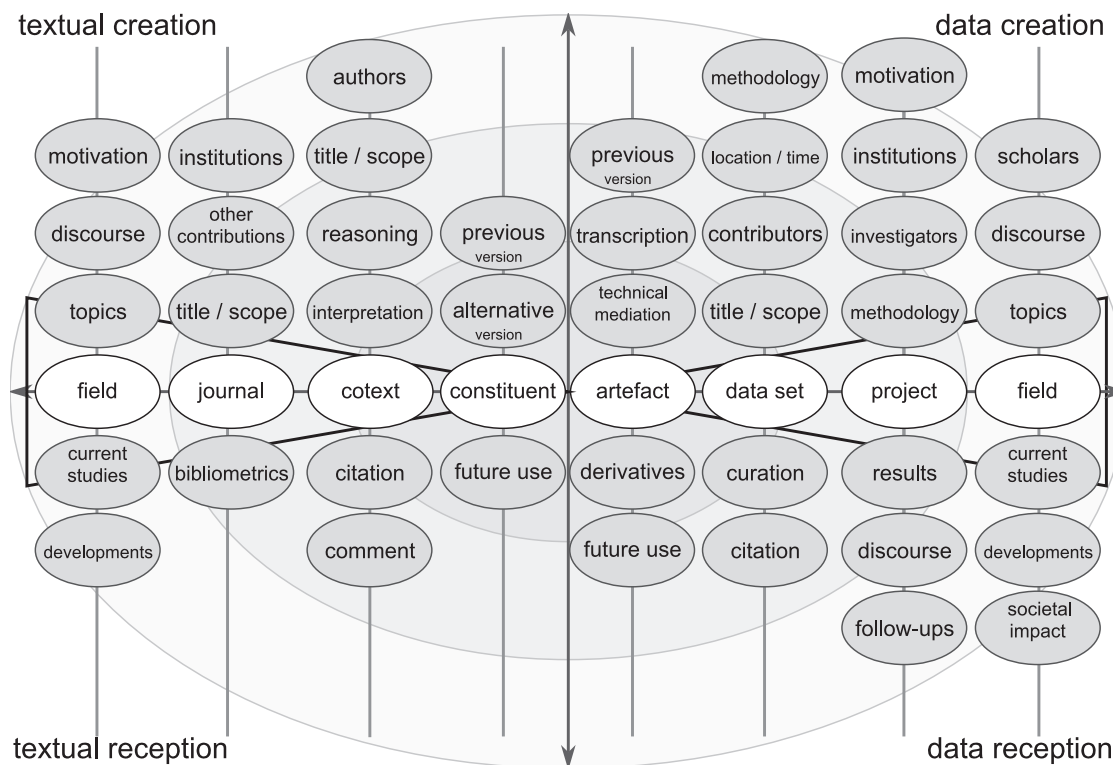 textual creation
data creation
authors
methodology
motivation
motivation
institutions
title / scope
previous
version
location / time
institutions
scholars
discourse
other
contributions
reasoning
previous
version
transcription
contributors
investigators
discourse
topics
title / scope
interpretation
alternative
version
technical
mediation
title / scope
methodology
topics
field
journal
cotext
constituent
artefact
data set
project
field
current
studies
bibliometrics
citation
future use
derivatives
curation
results
current
studies
developments
comment
future use
citation
discourse
developments
follow-ups
societal
impact
textual reception
data reception